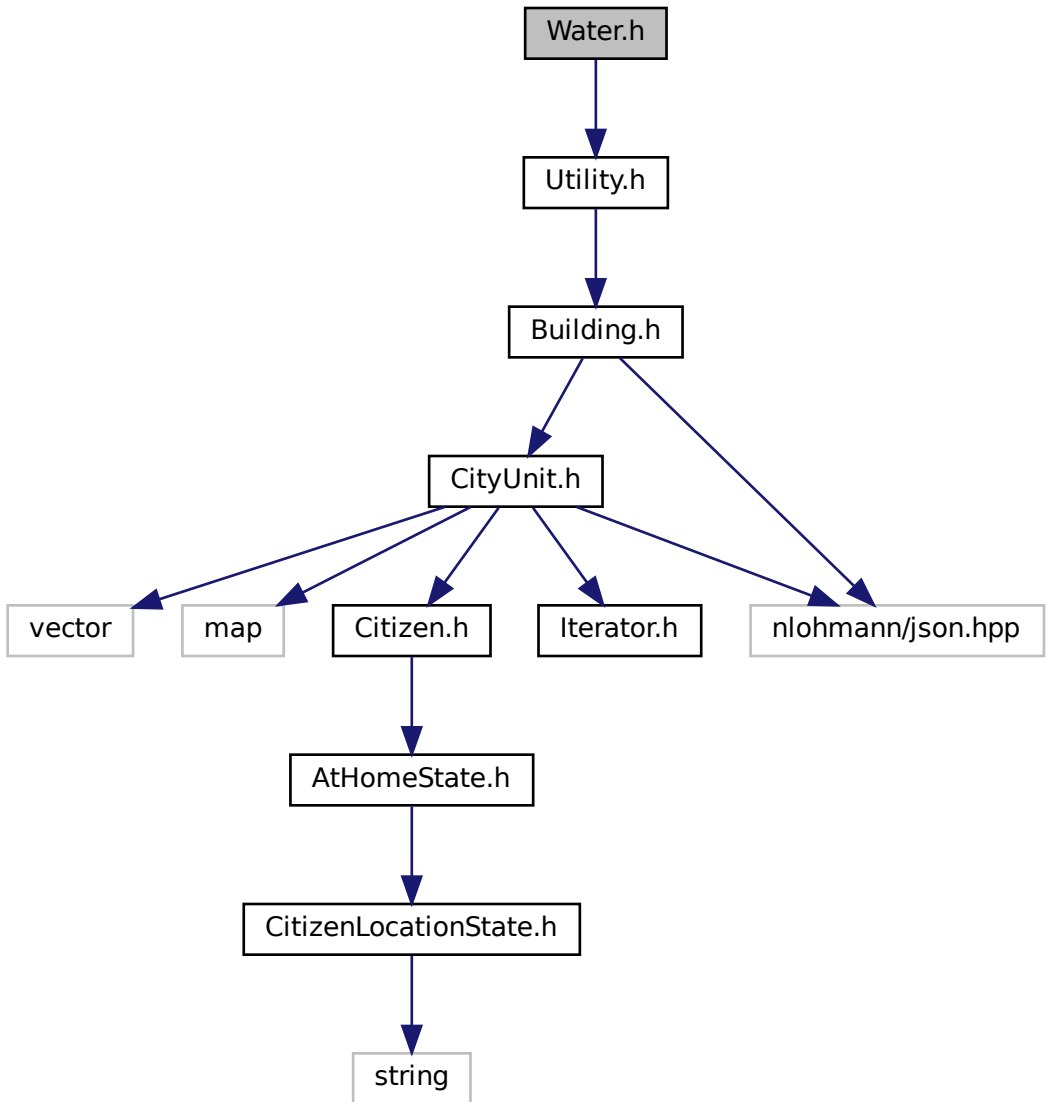 Water.h
Utility.h
Building.h
CityUnit.h
vector
map
Citizen.h
Iterator.h
nlohmann/json.hpp
AtHomeState.h
CitizenLocationState.h
string